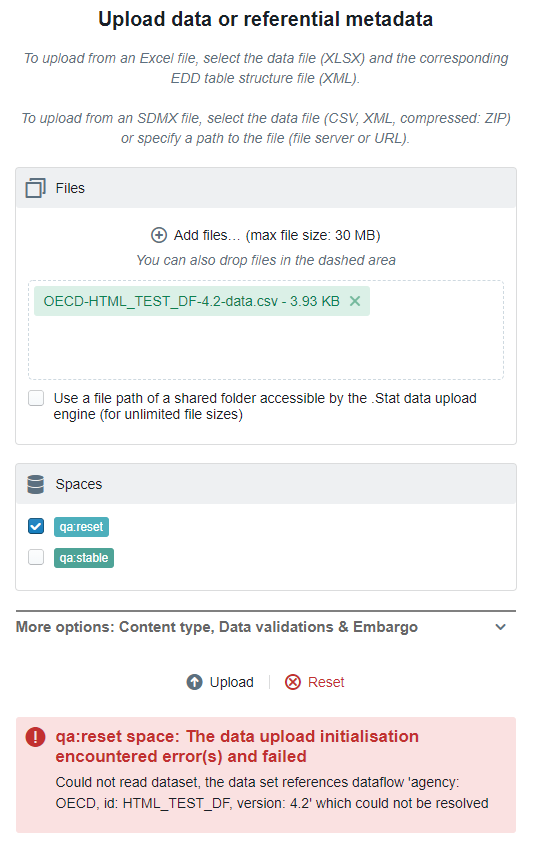 Upload data or referential metadata
To upload from an Excel file, select the data file (XLSX) and the corresponding
EDD table structure file (XML).
To upload from an SDMX file, select the data file (CSV, XML, compressed: ZIP)
or specify a path to the file (file server or URL).
Files
Add files… (max file size: 30 MB)
You can also drop files in the dashed area
OECD-HTML_TEST_DF-4.2-data.csv - 3.93 KB
Use a file path of a shared folder accessible by the .Stat data upload
engine (for unlimited file sizes)
Spaces
qa:reset
qa:stable
More options: Content type, Data validations & Embargo
Upload
Reset
qa:reset space: The data upload initialisation
encountered error(s) and failed
Could not read dataset, the data set references dataflow 'agency:
OECD, id: HTML_TEST_DF, version: 4.2' which could not be resolved